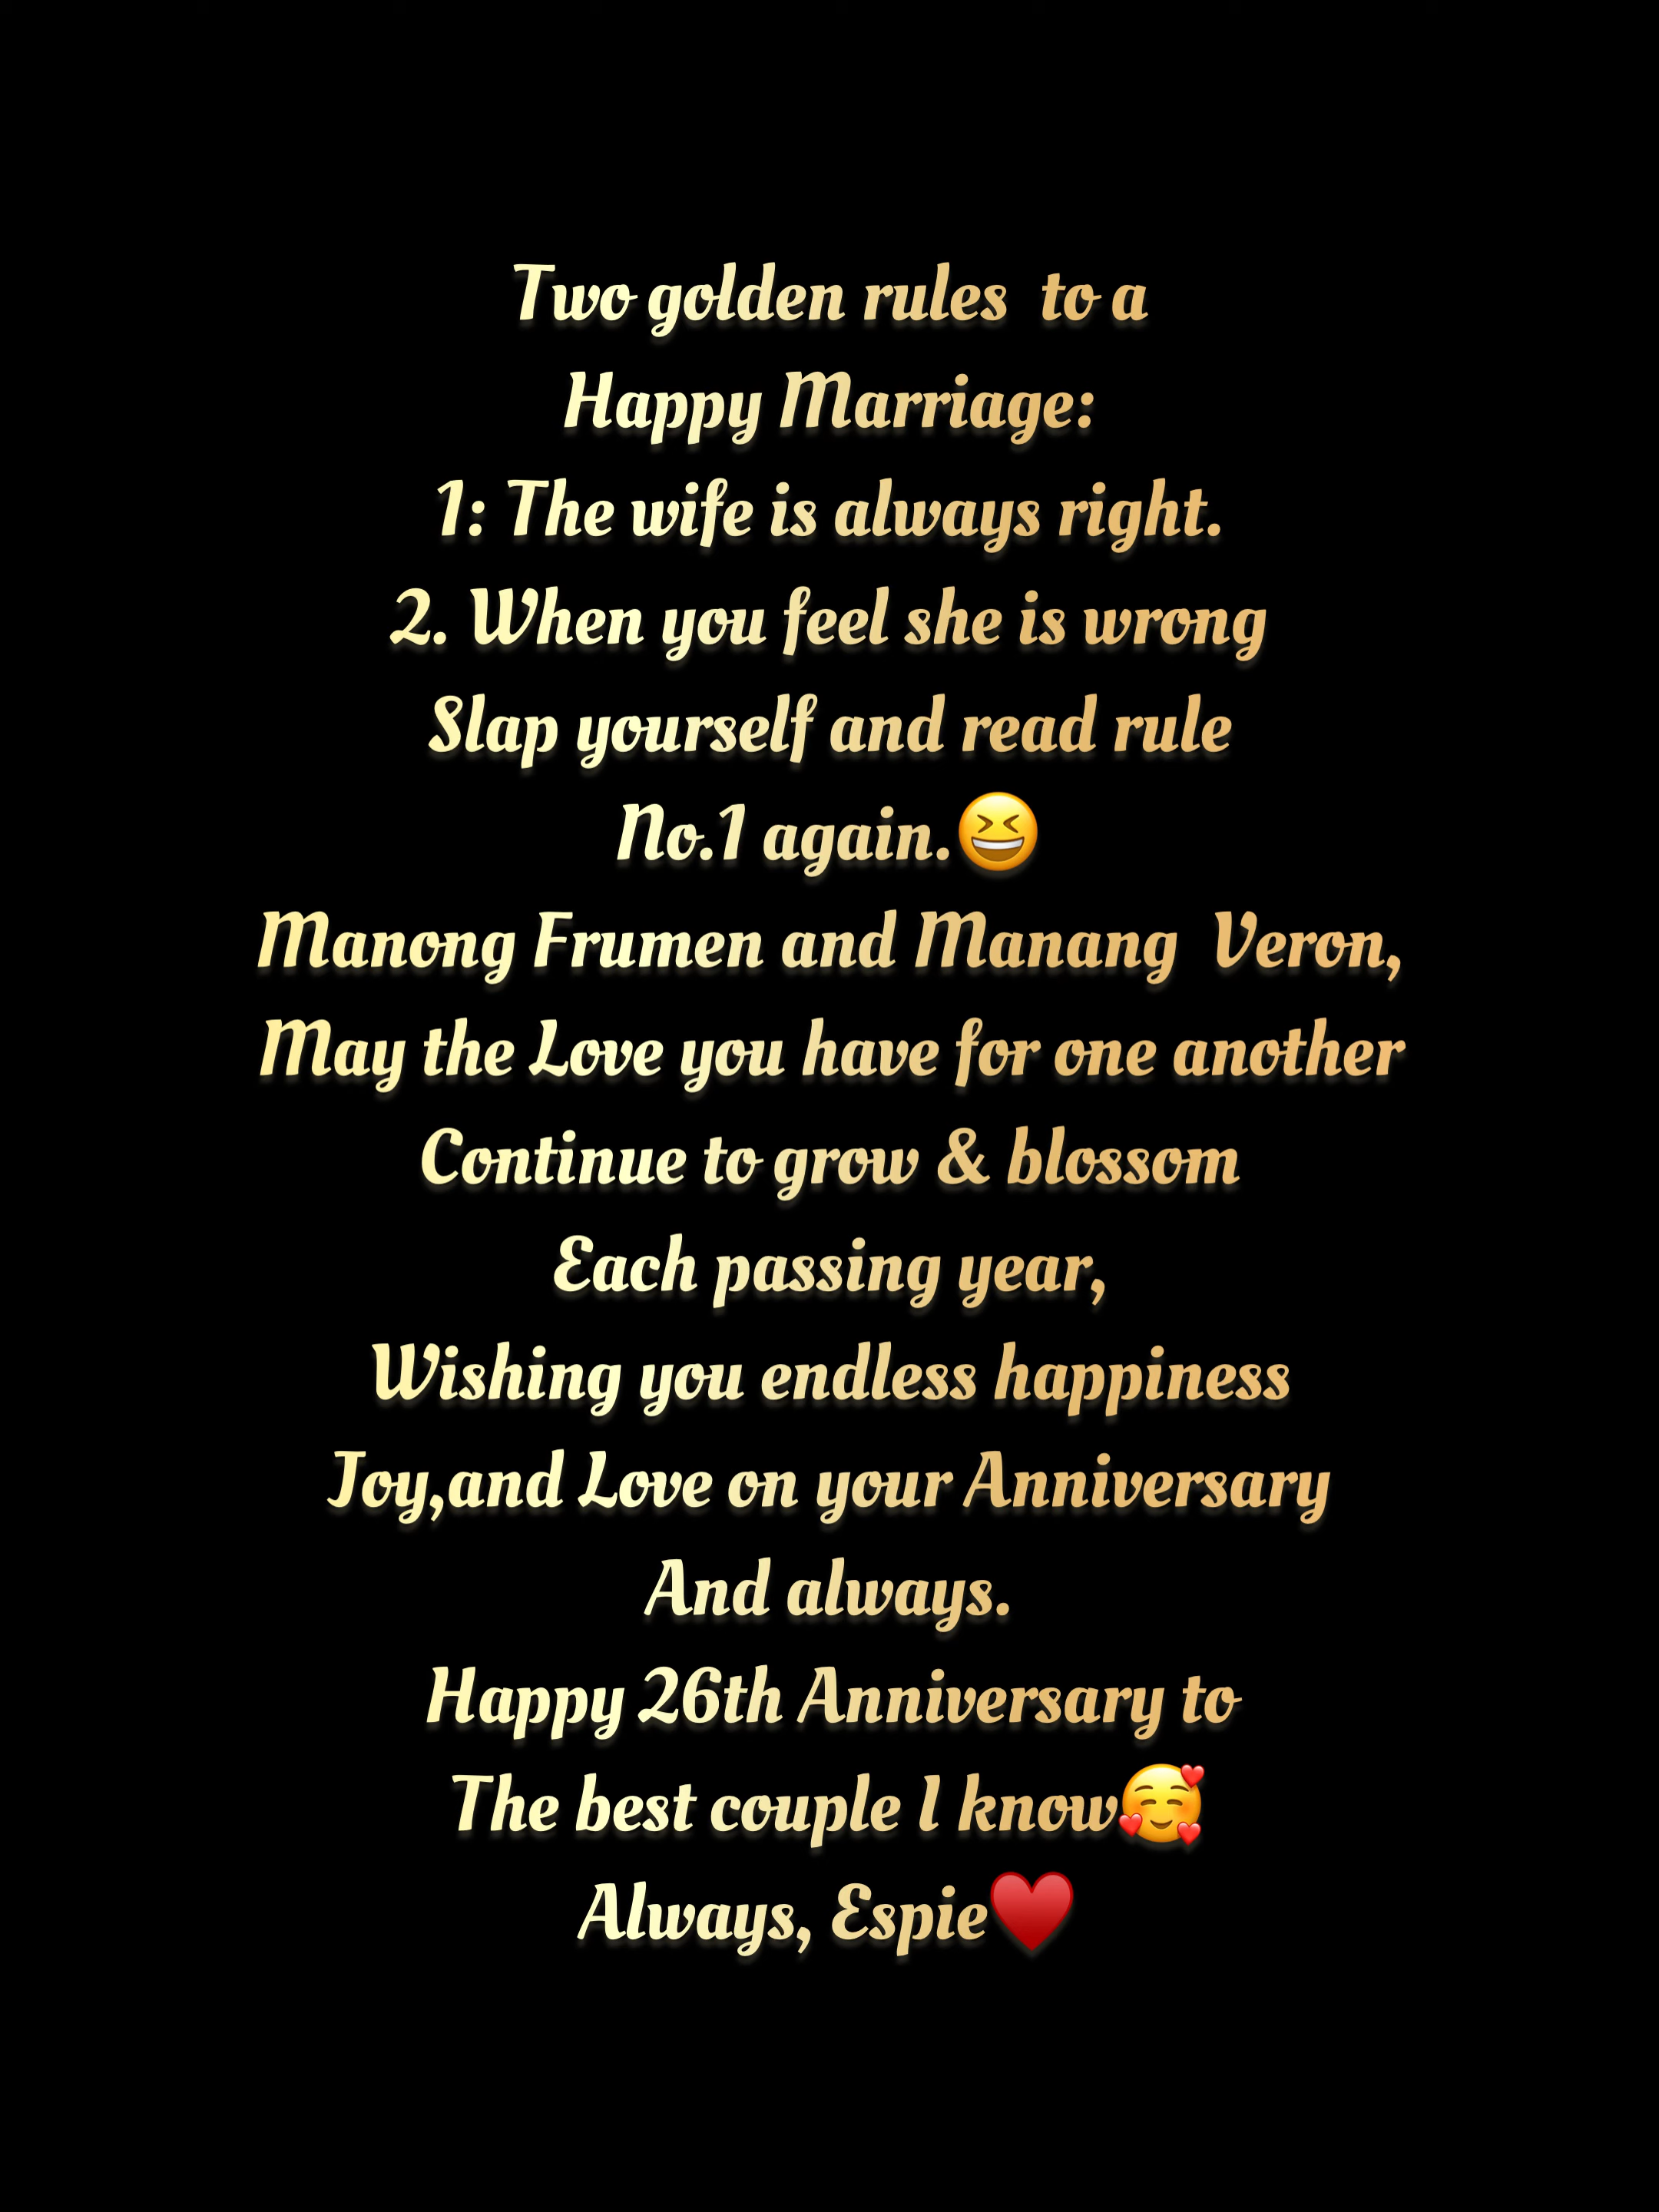 Two golden rules  to a
Happy Marriage:
1: The wife is always right.
2. When you feel she is wrong
Slap yourself and read rule
No.1 again.😆
Manong Frumen and Manang  Veron,
May the Love you have for one another
Continue to grow & blossom
Each passing year,
Wishing you endless happiness
Joy,and Love on your Anniversary
And always.
Happy 26th Anniversary to
The best couple I know🥰
Always, Espie♥️